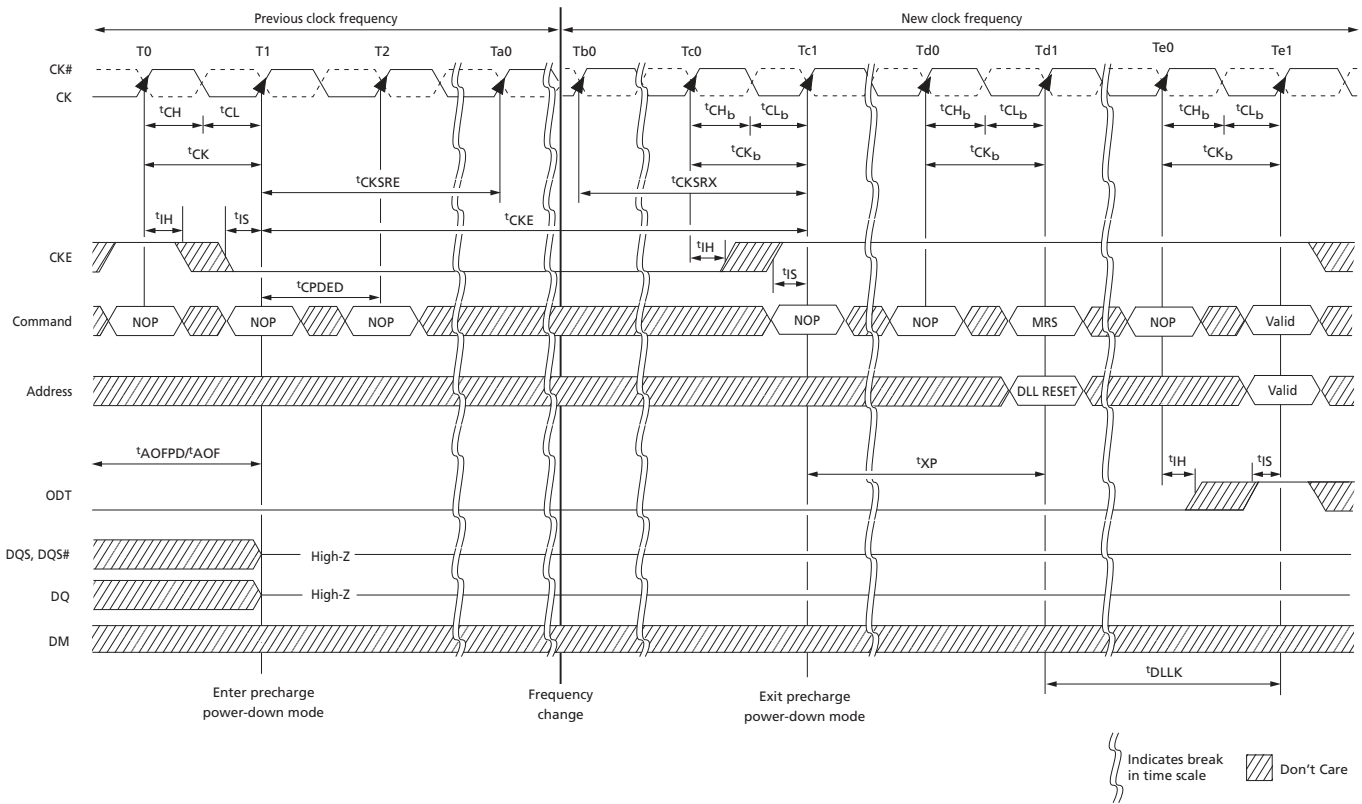 Previous clock frequency New clock frequency
T0 T1 T2 Ta0 Tb0 Tc0 Tc1 Td0 Td1 Te0 Te1
CK#
CK
tCH tCL tCHb tCLb tCHb tCLb tCHb tCLb
tCK tCKb tCKb tCKb
tCKSRE tCKSRX
tIH tIS tCKE
CKE tIH
tIS
tCPDED
Command NOP NOP NOP NOP NOP MRS NOP Valid
Address DLL RESET Valid
tAOFPD/tAOF tXP tIH tIS
ODT
DQS, DQS# High-Z
DQ High-Z
DM
tDLLK
Enter precharge
power-down mode
Frequency
change
Exit precharge
power-down mode
Indicates break
in time scale
Don't Care